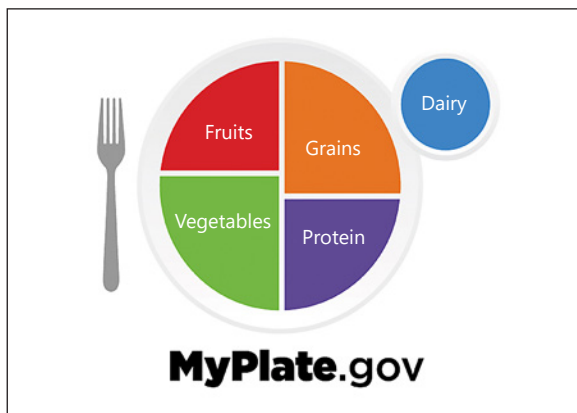 Dairy
Fruits
Grains
Vegetables
Protein
MyPlate.gov